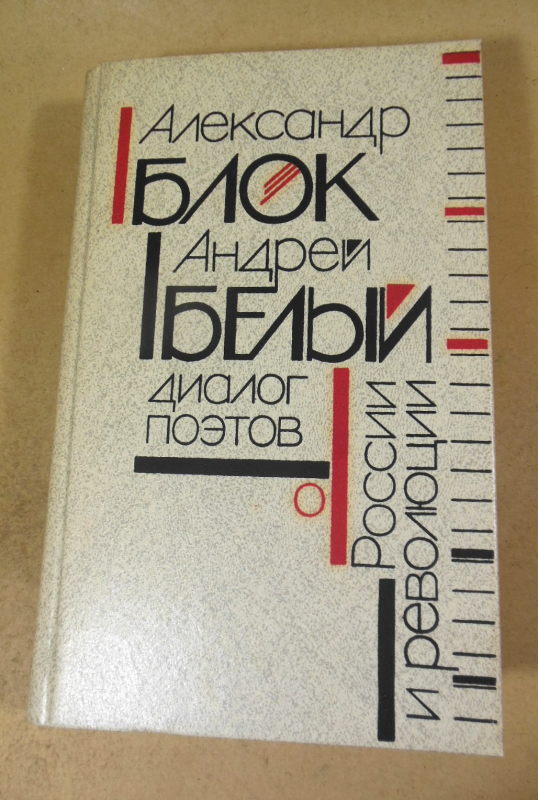 Александр
БЛОК
Андрей
БЕЛЫЙ
диалог
поэтов
о
России
и революции